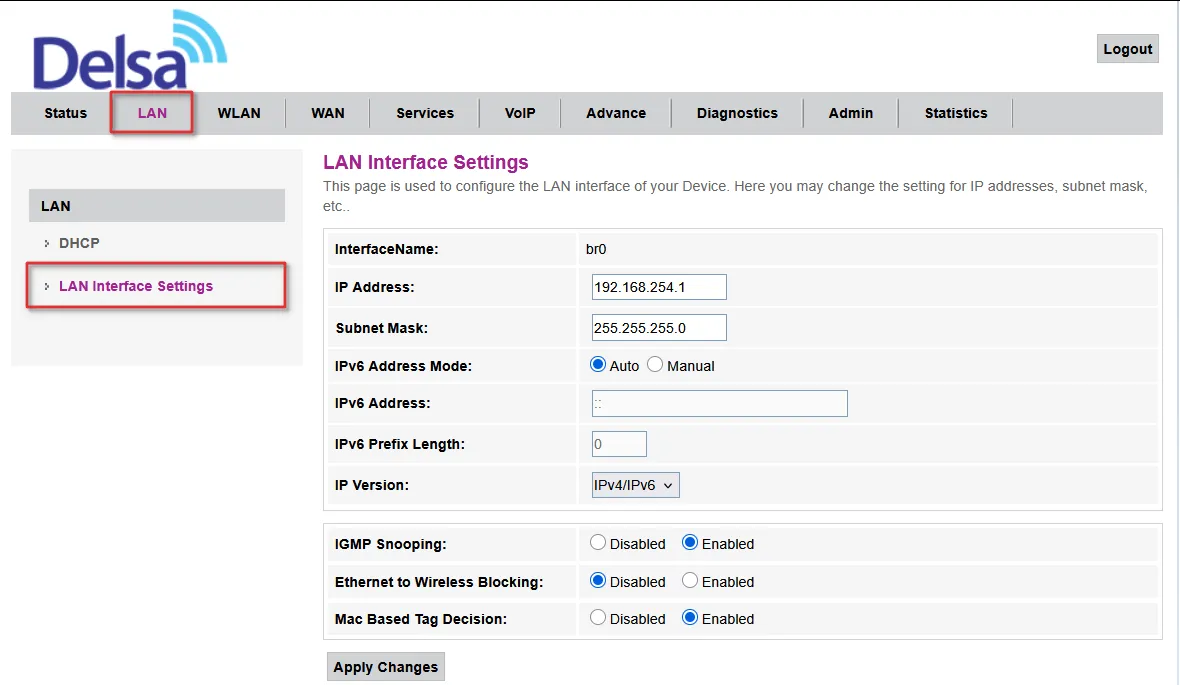 Delsa
Logout
Status LAN WLAN WAN Services VoIP Advance Diagnostics Admin Statistics
LAN
DHCP
LAN Interface Settings
LAN Interface Settings
This page is used to configure the LAN interface of your Device. Here you may change the setting for IP addresses, subnet mask,
etc..
InterfaceName: br0
IP Address: 192.168.254.1
Subnet Mask: 255.255.255.0
IPv6 Address Mode: Auto Manual
IPv6 Address: ::
IPv6 Prefix Length: 0
IP Version: IPv4/IPv6
IGMP Snooping: Disabled Enabled
Ethernet to Wireless Blocking: Disabled Enabled
Mac Based Tag Decision: Disabled Enabled
Apply Changes